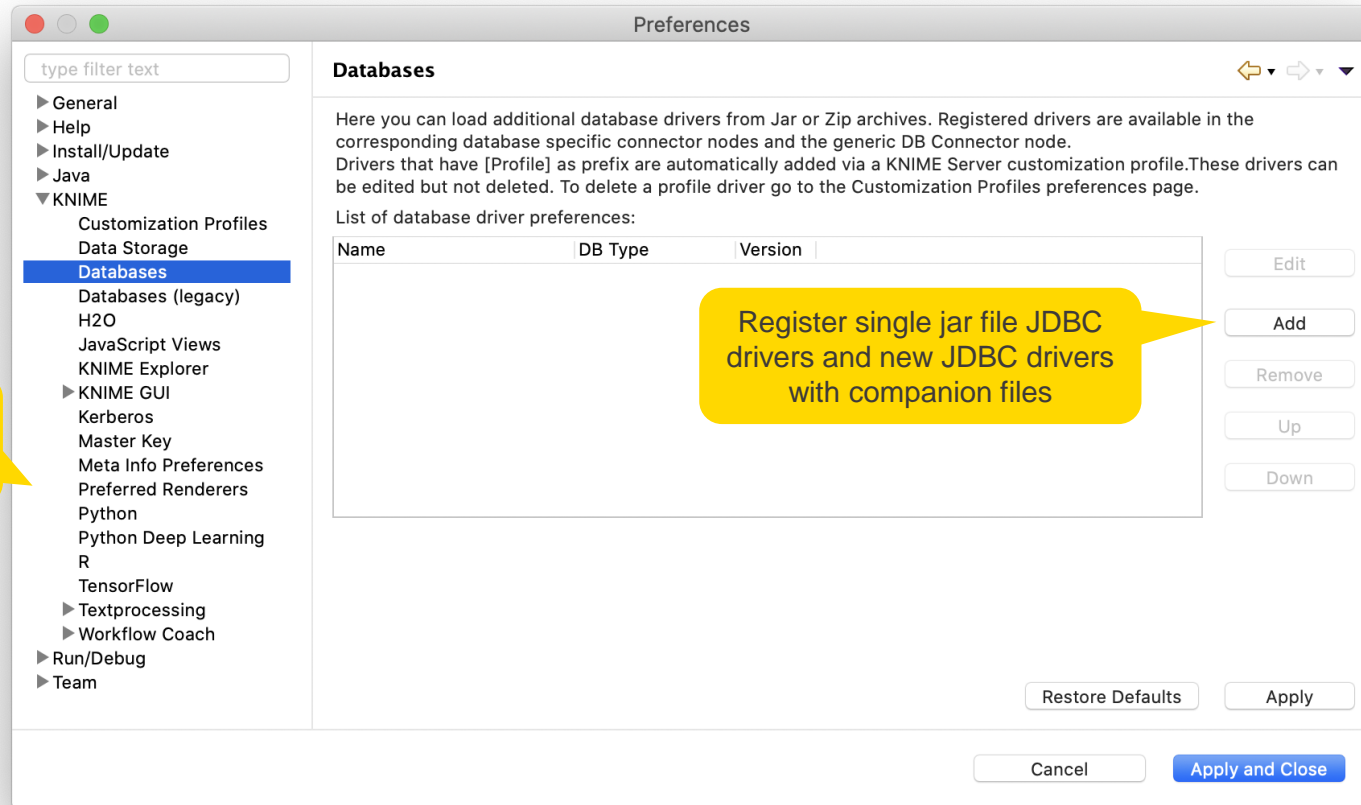 Preferences
type filter text
General
Help
Install/Update
Java
KNIME
Customization Profiles
Data Storage
Databases
Databases (legacy)
H2O
JavaScript Views
KNIME Explorer
KNIME GUI
Kerberos
Master Key
Meta Info Preferences
Preferred Renderers
Python
Python Deep Learning
R
TensorFlow
Textprocessing
Workflow Coach
Run/Debug
Team
Databases
Here you can load additional database drivers from Jar or Zip archives. Registered drivers are available in the
corresponding database specific connector nodes and the generic DB Connector node.
Drivers that have [Profile] as prefix are automatically added via a KNIME Server customization profile.These drivers can
be edited but not deleted. To delete a profile driver go to the Customization Profiles preferences page.
List of database driver preferences:
Name DB Type Version
Register single jar file JDBC
drivers and new JDBC drivers
with companion files
Edit
Add
Remove
Up
Down
Restore Defaults Apply
Cancel Apply and Close